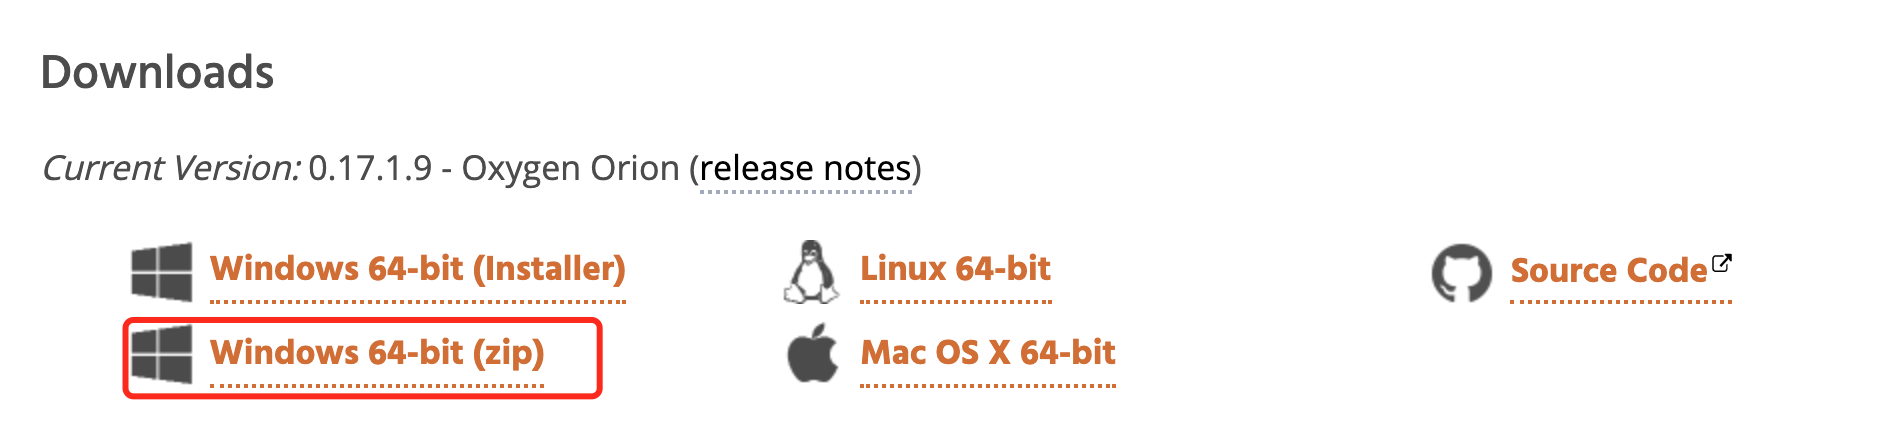 Downloads
Current Version: 0.17.1.9 - Oxygen Orion (release notes)
Windows 64-bit (Installer)
Linux 64-bit
Source Code
Windows 64-bit (zip)
Mac OS X 64-bit